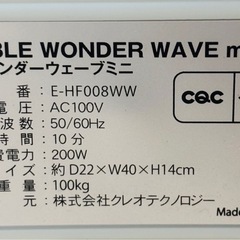 BLE WONDER WAVE m
ンダーウェーブミニ
番 : E-HF008WW
電圧 : AC100V
波数 : 50/60Hz
時間 : 10分
費電力 : 200W
イズ : 約 D22×W40×H14cm
: 100kg
元 : 株式会社クレオテクノロジー
CQC
Made